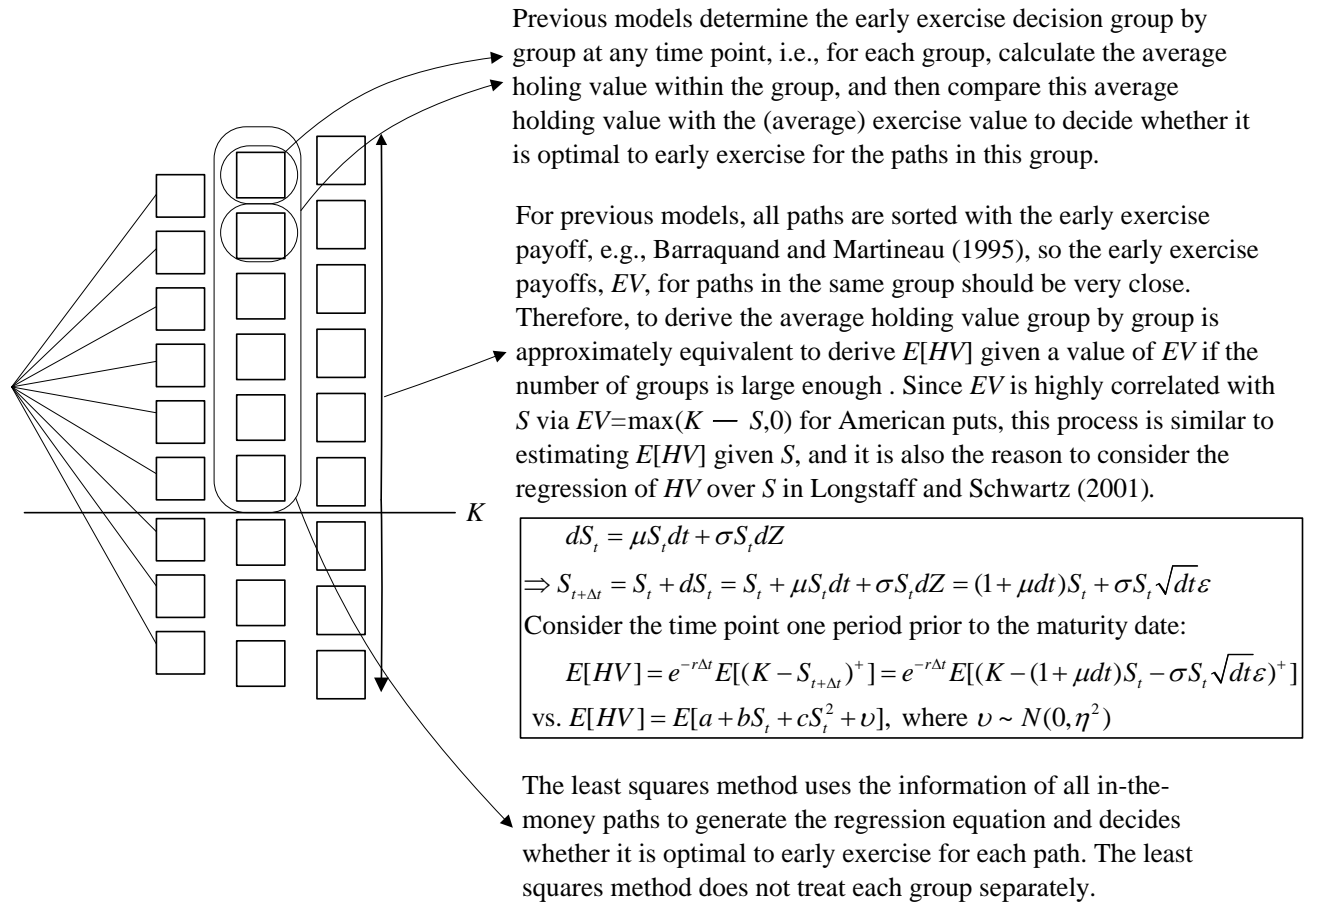 Previous models determine the early exercise decision group by
group at any time point, i.e., for each group, calculate the average
holing value within the group, and then compare this average
holding value with the (average) exercise value to decide whether it
is optimal to early exercise for the paths in this group.
For previous models, all paths are sorted with the early exercise
payoff, e.g., Barraquand and Martineau (1995), so the early exercise
payoffs, EV, for paths in the same group should be very close.
Therefore, to derive the average holding value group by group is
approximately equivalent to derive E[HV] given a value of EV if the
number of groups is large enough . Since EV is highly correlated with
S via EV=max(K — S,0) for American puts, this process is similar to
estimating E[HV] given S, and it is also the reason to consider the
regression of HV over S in Longstaff and Schwartz (2001).
K
dS_t = μS_t dt + σS_t dZ
⇒ S_{t+Δt} = S_t + dS_t = S_t + μS_t dt + σS_t dZ = (1 + μdt)S_t + σS_t √dt ε
Consider the time point one period prior to the maturity date:
E[HV] = e^{-rΔt} E[(K - S_{t+Δt})^+] = e^{-rΔt} E[(K - (1 + μdt)S_t - σS_t √dt ε)^+]
vs. E[HV] = E[a + bS_t + cS_t^2 + υ], where υ ~ N(0, η^2)
The least squares method uses the information of all in-the-
money paths to generate the regression equation and decides
whether it is optimal to early exercise for each path. The least
squares method does not treat each group separately.